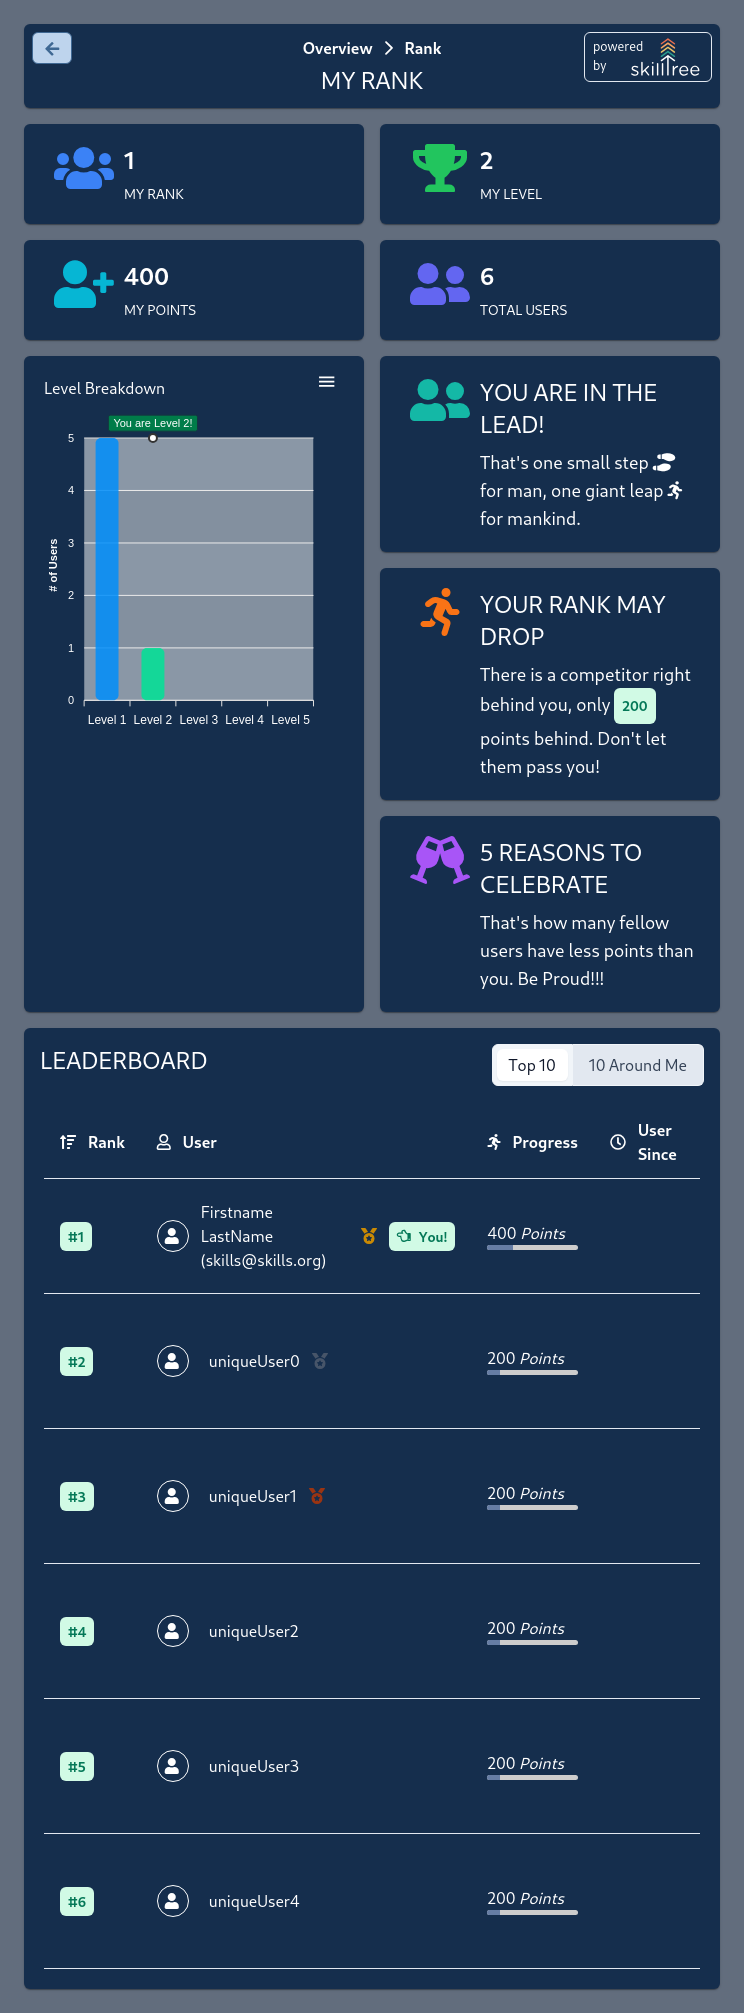 Overview > Rank
MY RANK
powered
by
skilltree
1
MY RANK
2
MY LEVEL
400
MY POINTS
6
TOTAL USERS
Level Breakdown
You are Level 2!
5
4
3
2
1
0
# of Users
Level 1 Level 2 Level 3 Level 4 Level 5
YOU ARE IN THE
LEAD!
That's one small step
for man, one giant leap
for mankind.
YOUR RANK MAY
DROP
There is a competitor right
behind you, only 200
points behind. Don't let
them pass you!
5 REASONS TO
CELEBRATE
That's how many fellow
users have less points than
you. Be Proud!!!
LEADERBOARD
Top 10 10 Around Me
Rank User Progress User
Since
#1 Firstname
LastName
(skills@skills.org) You! 400 Points
#2 uniqueUser0 200 Points
#3 uniqueUser1 200 Points
#4 uniqueUser2 200 Points
#5 uniqueUser3 200 Points
#6 uniqueUser4 200 Points